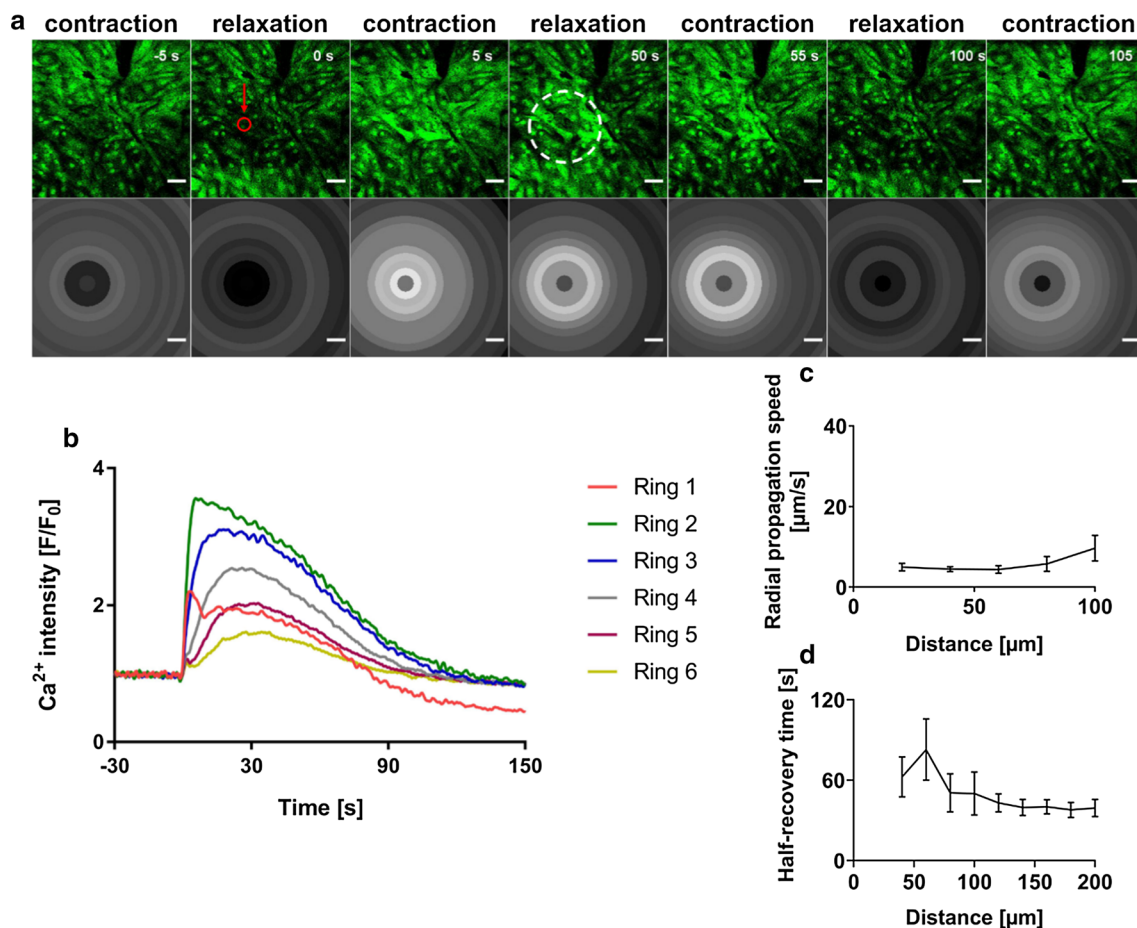 a
contraction relaxation contraction relaxation contraction relaxation contraction
-5 s 0 s 5 s 50 s 55 s 100 s 105
b
Ca²⁺ intensity [F/F₀]
4
2
0
-30 30 90 150
Time [s]
Ring 1
Ring 2
Ring 3
Ring 4
Ring 5
Ring 6
c
Radial propagation speed
[µm/s]
40
20
0
0 50 100
Distance [µm]
d
Half-recovery time [s]
120
60
0
0 50 100 150 200
Distance [µm]